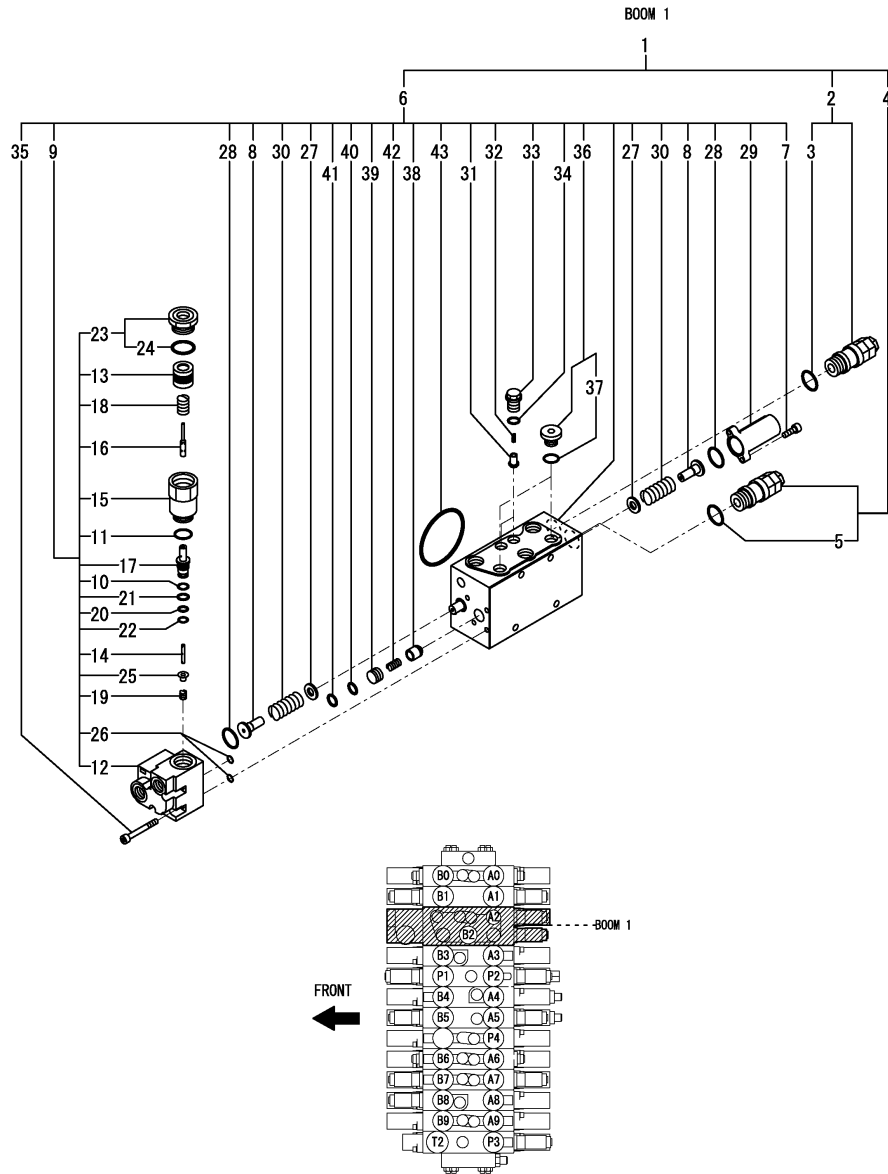 BOOM 1
1
6 2 4
35 9 28 8 30 27 40 42 43 32 33 36 27 30 8 28 29 7 3
41 39 38 31 34
23
24
13
37
18
16
15
11
5
17
10
21
20
22
14
25
19
26
12
B0 A0
B1 A1
A2
BOOM 1
B2
B3 A3
P1 P2
FRONT
B4 A4
B5 A5
P4
B6 A6
B7 A7
B8 A8
B9 A9
T2 P3